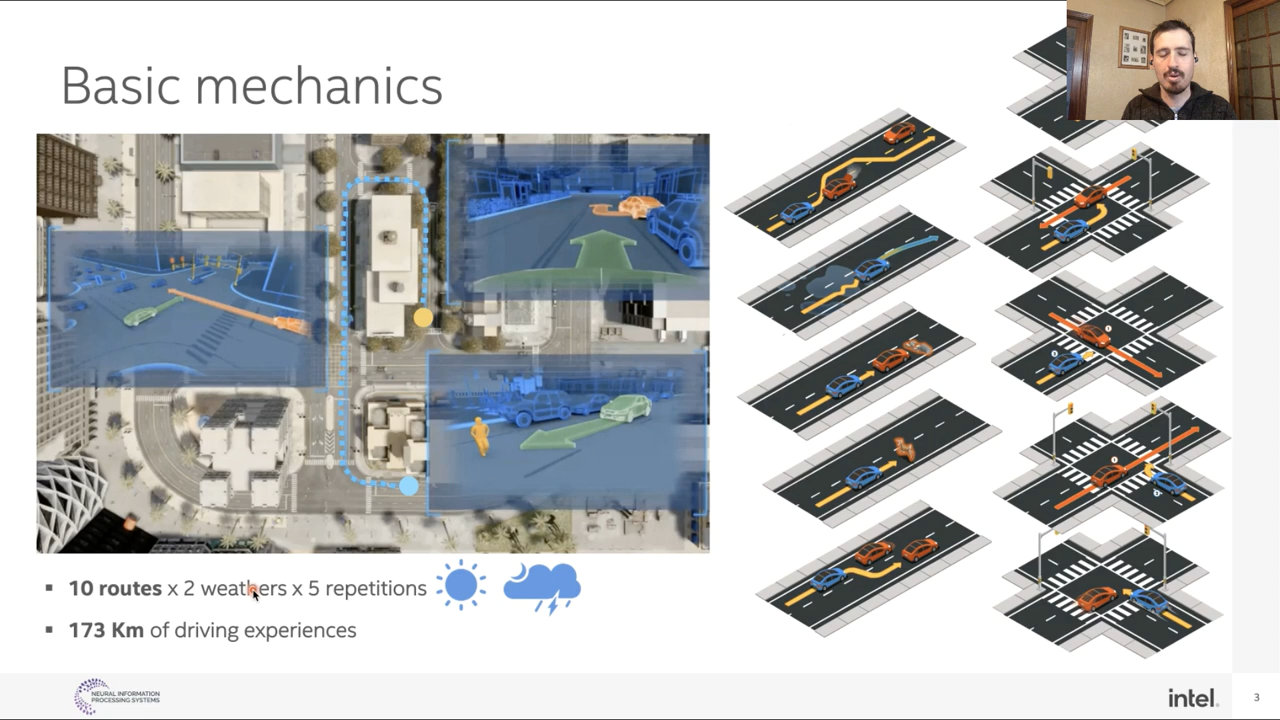 Basic mechanics
▪ 10 routes x 2 weathers x 5 repetitions
▪ 173 Km of driving experiences
NEURAL INFORMATION
PROCESSING SYSTEMS
intel.
3